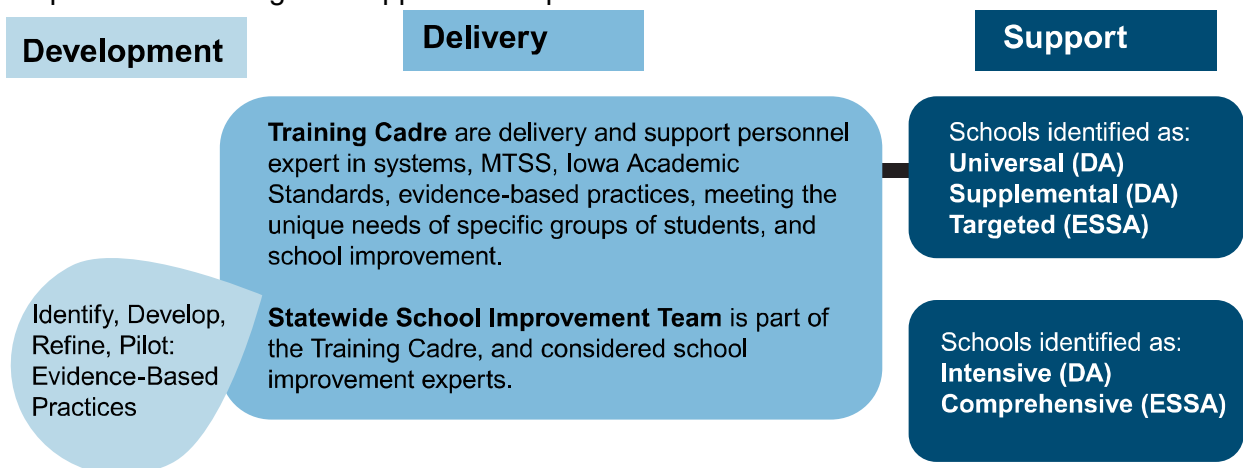 Development
Delivery
Support
Training Cadre are delivery and support personnel
expert in systems, MTSS, Iowa Academic
Standards, evidence-based practices, meeting the
unique needs of specific groups of students, and
school improvement.
Statewide School Improvement Team is part of
the Training Cadre, and considered school
improvement experts.
Identify, Develop,
Refine, Pilot:
Evidence-Based
Practices
Schools identified as:
Universal (DA)
Supplemental (DA)
Targeted (ESSA)
Schools identified as:
Intensive (DA)
Comprehensive (ESSA)